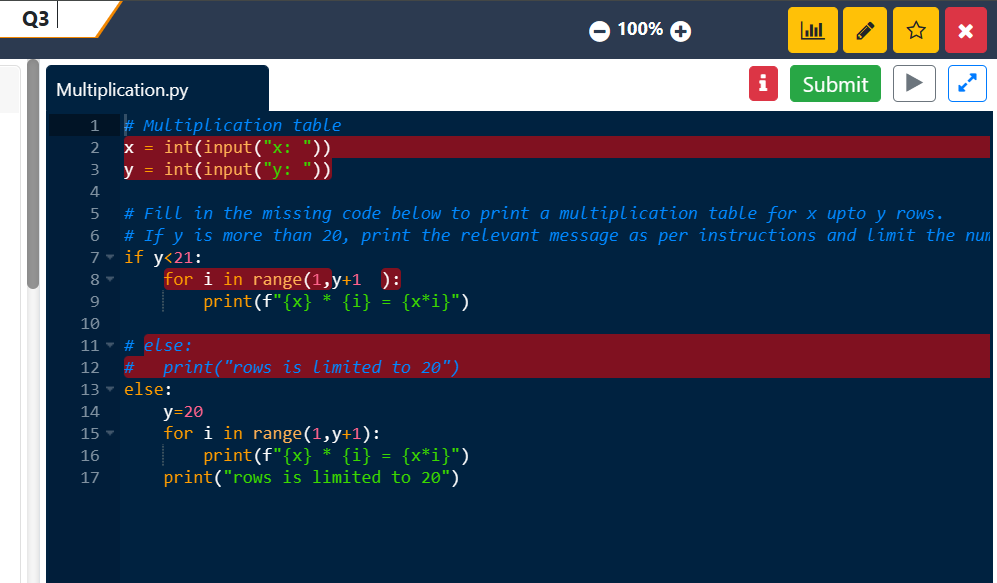 Q3
100%
Multiplication.py
Submit
1 # Multiplication table
2 x = int(input("x: "))
3 y = int(input("y: "))
4
5 # Fill in the missing code below to print a multiplication table for x upto y rows.
6 # If y is more than 20, print the relevant message as per instructions and limit the num
7 if y<21:
8 for i in range(1,y+1 ):
9 print(f"{x} * {i} = {x*i}")
10
11 # else:
12 # print("rows is limited to 20")
13 else:
14 y=20
15 for i in range(1,y+1):
16 print(f"{x} * {i} = {x*i}")
17 print("rows is limited to 20")